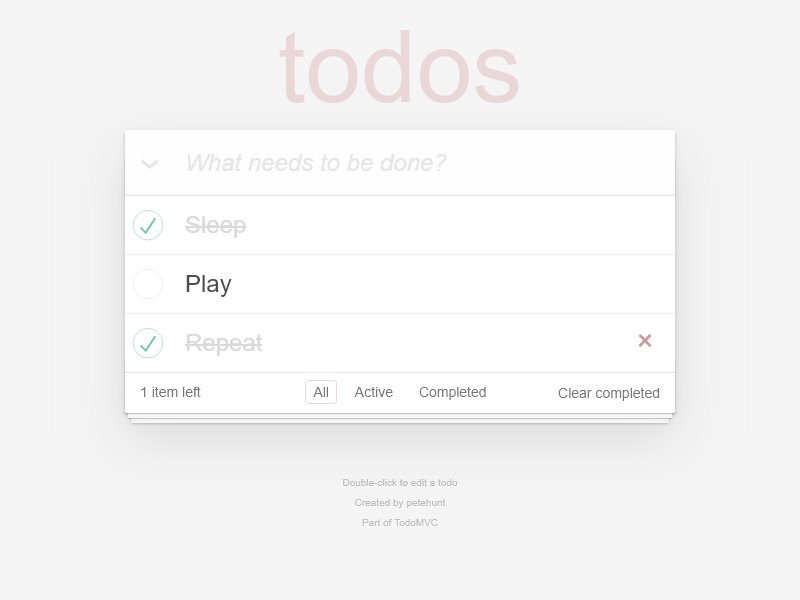 todos
What needs to be done?
Sleep
Play
Repeat
1 item left All Active Completed Clear completed
Double-click to edit a todo
Created by petehunt
Part of TodoMVC